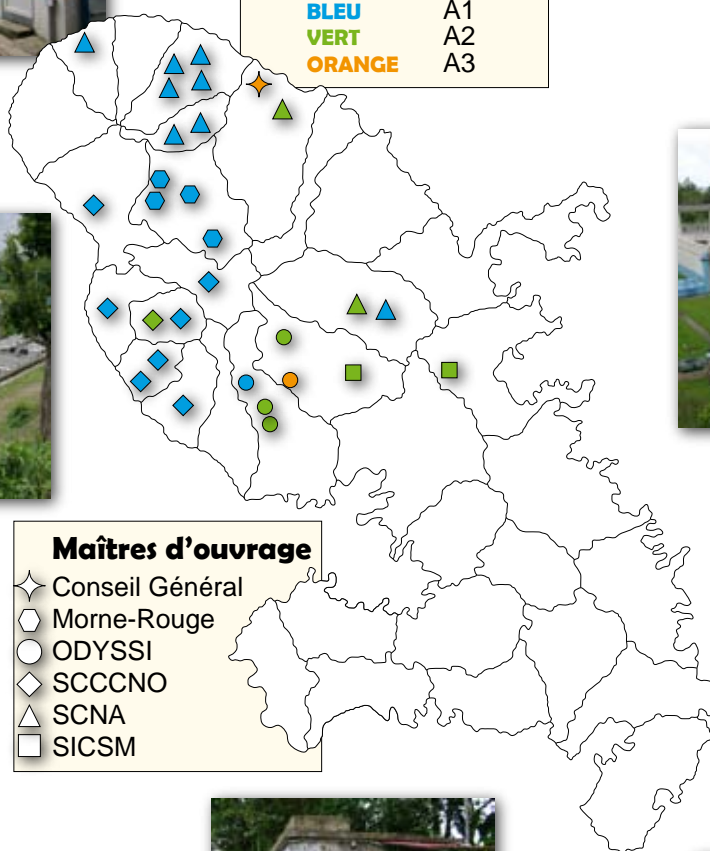 BLEU A1
VERT A2
ORANGE A3
Maîtres d'ouvrage
Conseil Général
Morne-Rouge
ODYSSI
SCCCNO
SCNA
SICSM